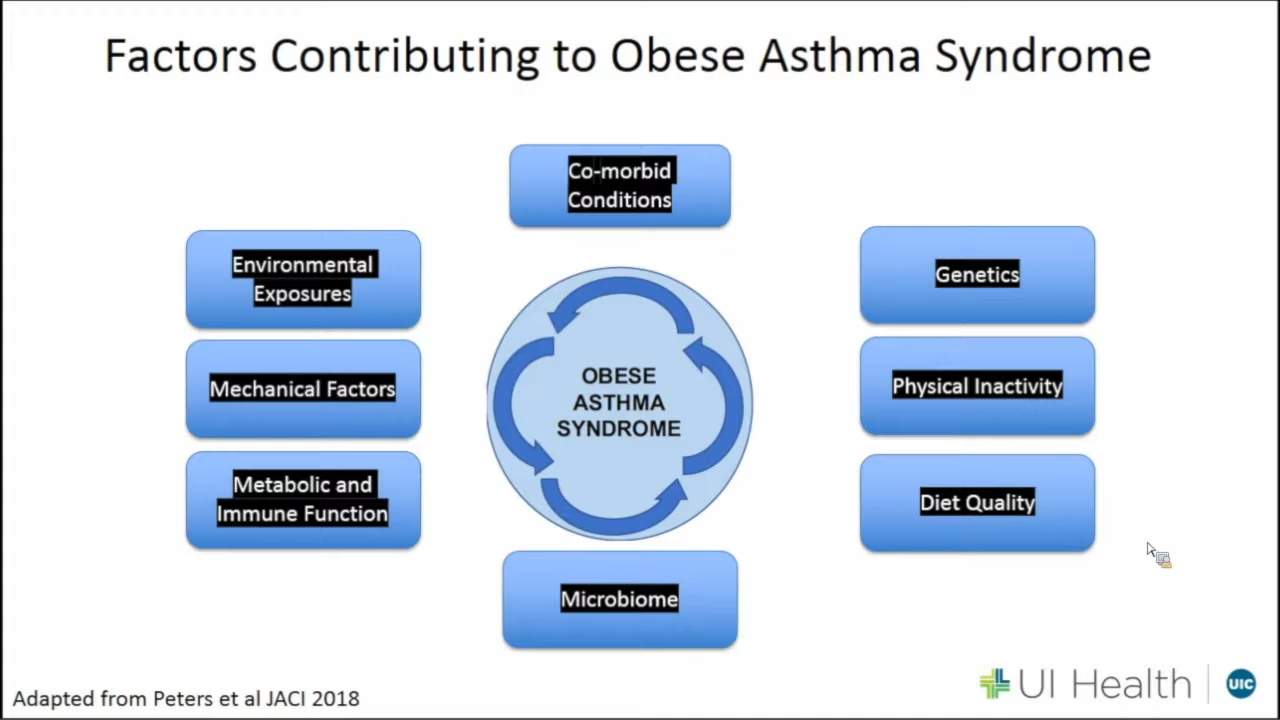 Factors Contributing to Obese Asthma Syndrome
Co-morbid
Conditions
Environmental
Exposures
Genetics
Mechanical Factors
OBESE
ASTHMA
SYNDROME
Physical Inactivity
Metabolic and
Immune Function
Diet Quality
Microbiome
Adapted from Peters et al JACI 2018
UI Health
UIC